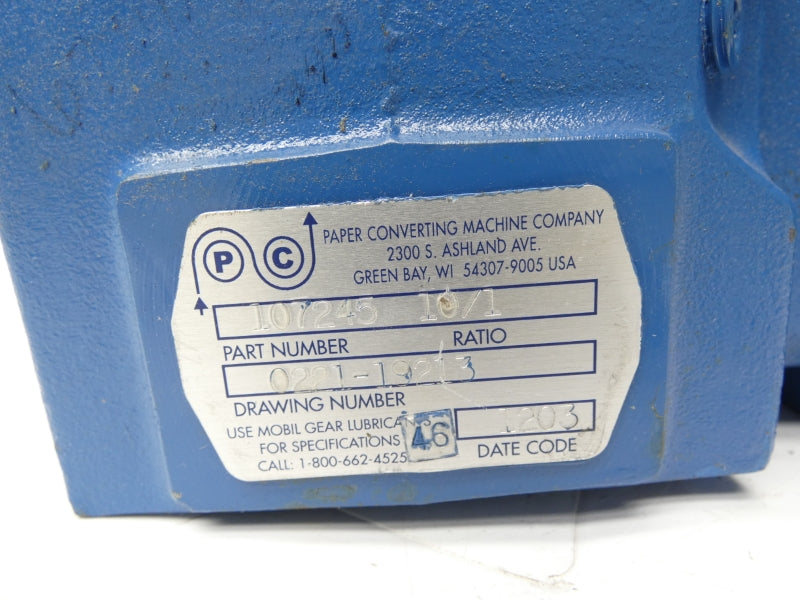 P C
PAPER CONVERTING MACHINE COMPANY
2300 S. ASHLAND AVE.
GREEN BAY, WI 54307-9005 USA
107245 10/1
PART NUMBER RATIO
0221-19213
DRAWING NUMBER
USE MOBIL GEAR 
FOR SPECIFICATIONS
CALL: 1-800-662-4525
46
1203
DATE CODE